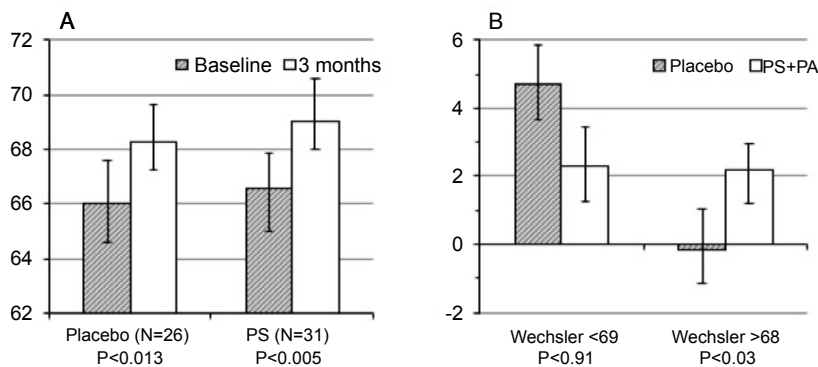 A
72
70
68
66
64
62
Baseline 3 months
Placebo (N=26) PS (N=31)
P<0.013 P<0.005
B
6
4
2
0
-2
Placebo PS+PA
Wechsler <69 Wechsler >68
P<0.91 P<0.03